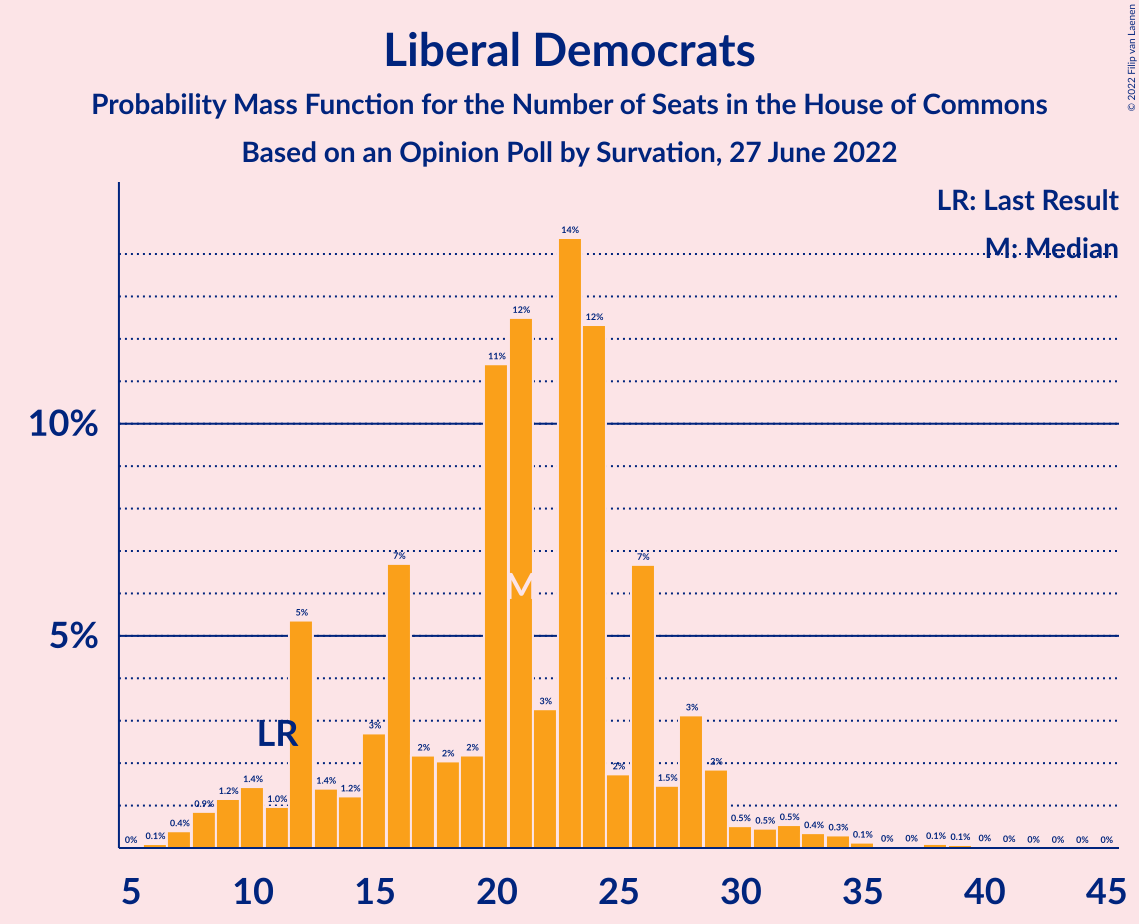 Liberal Democrats
Probability Mass Function for the Number of Seats in the House of Commons
Based on an Opinion Poll by Survation, 27 June 2022
© 2022 Filip van Laenen
LR: Last Result
M: Median
10%
5%
0% 0.1% 0.4% 0.9% 1.2% 1.4% 1.0% 5% 1.4% 1.2% 3% 7% 2% 2% 2% 11% 12% 3% 14% 12% 2% 7% 1.5% 3% 2% 0.5% 0.5% 0.5% 0.4% 0.3% 0.1% 0% 0% 0.1% 0.1% 0% 0% 0% 0% 0% 0%
LR
M
5 10 15 20 25 30 35 40 45